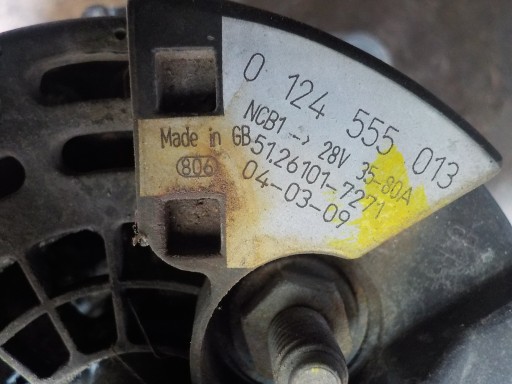 0 124 555 013
NCB1 -> 28V 35-80A
Made in GB 51.26101-7271
806 04-03-09